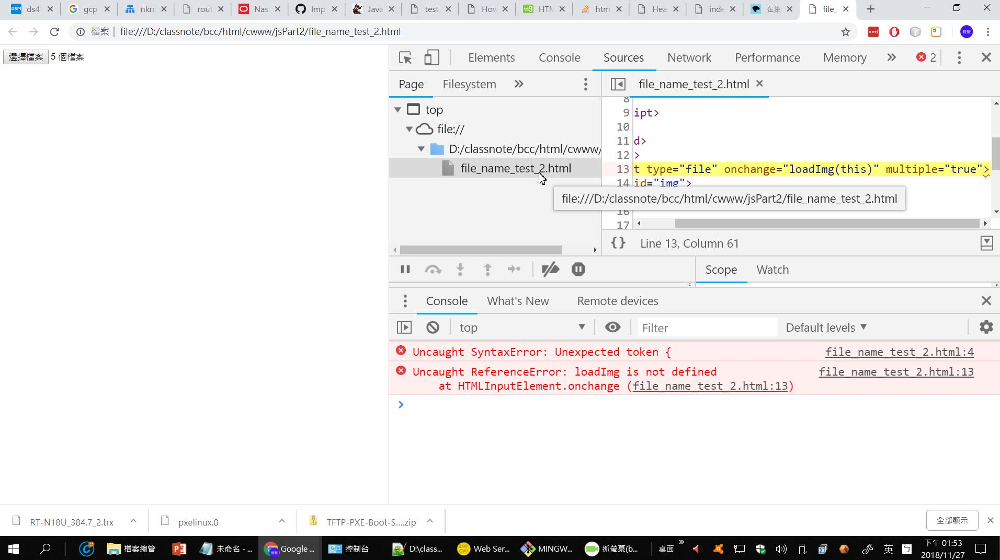 ds4
gcp
nkrr
rout
Nas
Imp
Java
test.
How
HTM
htm
Hea
inde
在網
file_
檔案
file:///D:/classnote/bcc/html/cwww/jsPart2/file_name_test_2.html
選擇檔案 5 個檔案
Elements Console Sources Network Performance Memory 2
Page Filesystem
file_name_test_2.html
top
file://
D:/classnote/bcc/html/cwww/
file_name_test_2.html
8
9 ipt>
10
11 d>
12 >
13 t type="file" onchange="loadImg(this)" multiple="true">
14 id="img">
file:///D:/classnote/bcc/html/cwww/jsPart2/file_name_test_2.html
16
17
{} Line 13, Column 61
Scope Watch
Console What's New Remote devices
top Filter Default levels
Uncaught SyntaxError: Unexpected token { file_name_test_2.html:4
Uncaught ReferenceError: loadImg is not defined file_name_test_2.html:13
at HTMLInputElement.onchange (file_name_test_2.html:13)
RT-N18U_384.7_2.trx
pxelinux.0
TFTP-PXE-Boot-S....zip
全部顯示
檔案總管
未命名 - ...
Google ...
控制台
D:\class...
Web Ser...
MINGW...
抓螢幕(b...
桌面
英
下午 01:53
2018/11/27